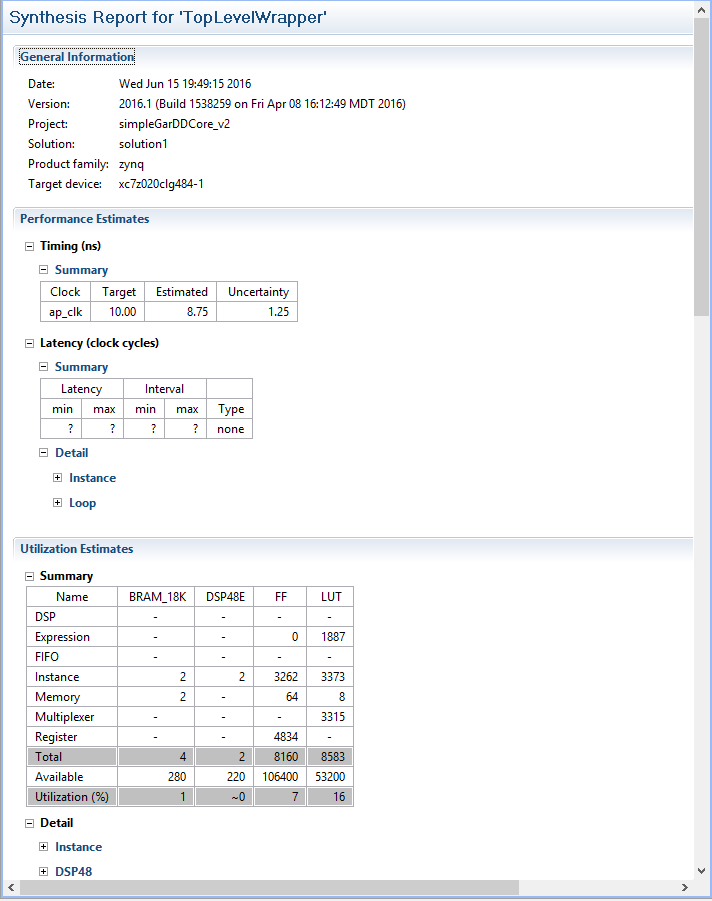 Synthesis Report for 'TopLevelWrapper'
General Information
Date: Wed Jun 15 19:49:15 2016
Version: 2016.1 (Build 1538259 on Fri Apr 08 16:12:49 MDT 2016)
Project: simpleGarDDCore_v2
Solution: solution1
Product family: zynq
Target device: xc7z020clg484-1
Performance Estimates
Timing (ns)
Summary
Clock Target Estimated Uncertainty
ap_clk 10.00 8.75 1.25
Latency (clock cycles)
Summary
Latency Interval
min max min max Type
? ? ? ? none
Detail
Instance
Loop
Utilization Estimates
Summary
Name BRAM_18K DSP48E FF LUT
DSP - - - -
Expression - - 0 1887
FIFO - - - -
Instance 2 2 3262 3373
Memory 2 - 64 8
Multiplexer - - - 3315
Register - - 4834 -
Total 4 2 8160 8583
Available 280 220 106400 53200
Utilization (%) 1 ~0 7 16
Detail
Instance
DSP48